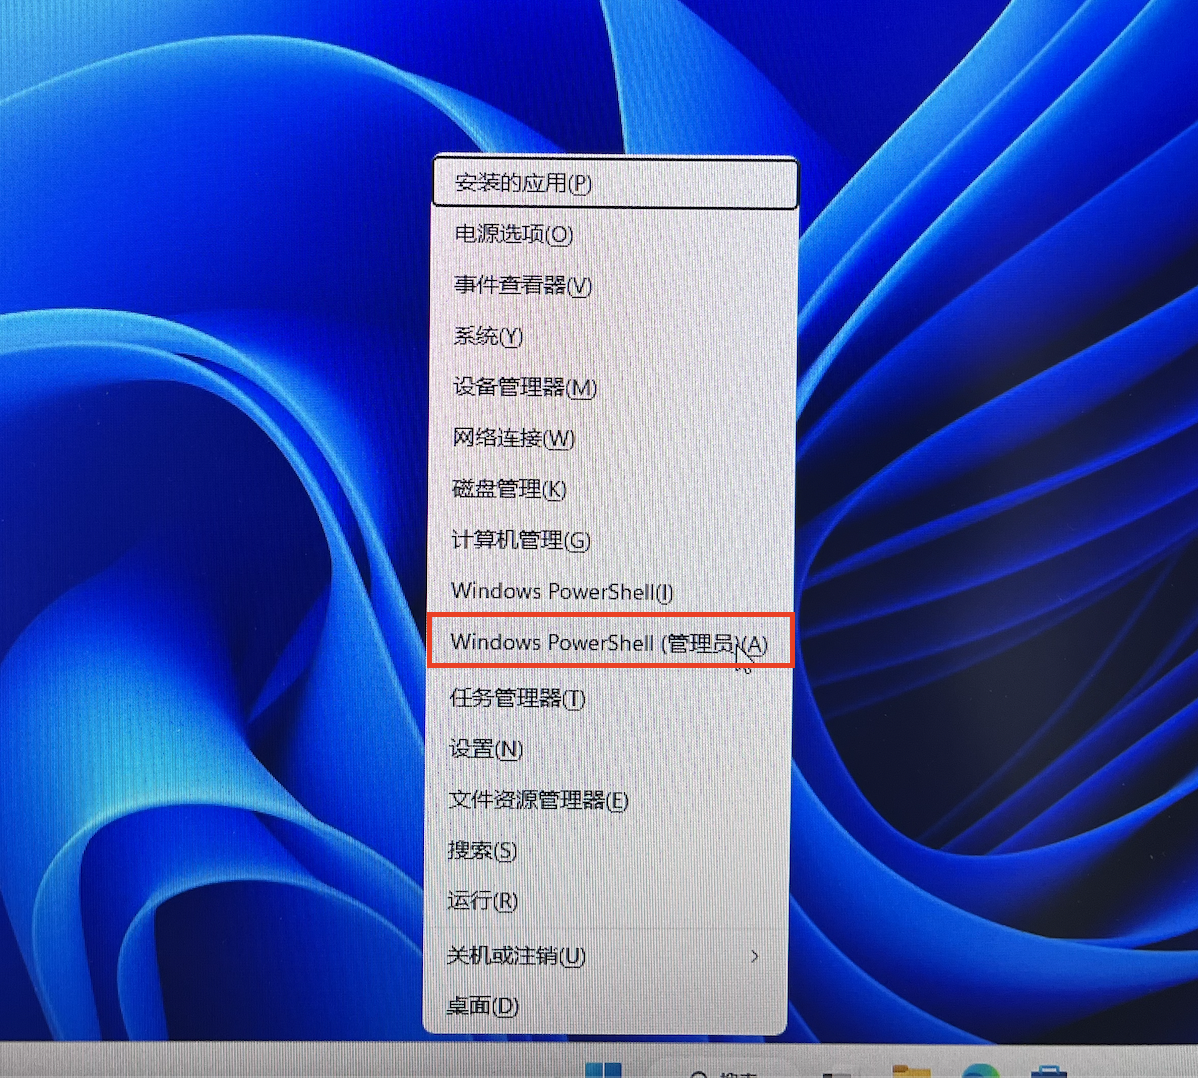 安装的应用(P)
电源选项(O)
事件查看器(V)
系统(Y)
设备管理器(M)
网络连接(W)
磁盘管理(K)
计算机管理(G)
Windows PowerShell(I)
Windows PowerShell (管理员)(A)
任务管理器(T)
设置(N)
文件资源管理器(E)
搜索(S)
运行(R)
关机或注销(U)
桌面(D)
搜索